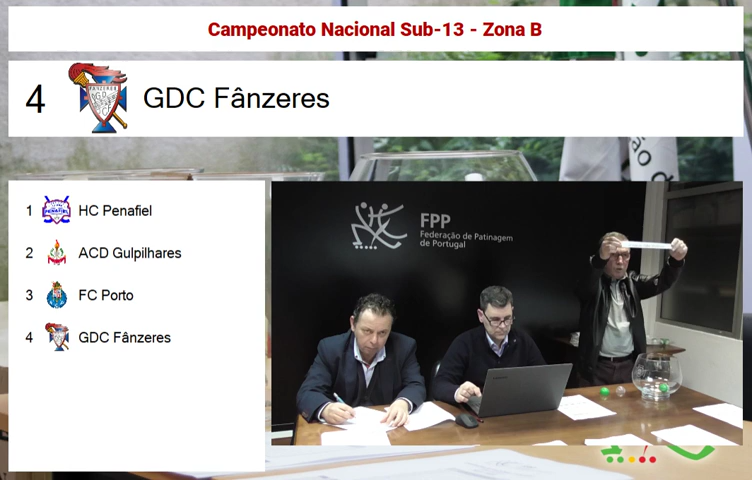 Campeonato Nacional Sub-13 - Zona B
4 GDC Fânzeres
1 HC Penafiel
2 ACD Gulpilhares
3 FC Porto
4 GDC Fânzeres
FPP
Federação de Patinagem
de Portugal